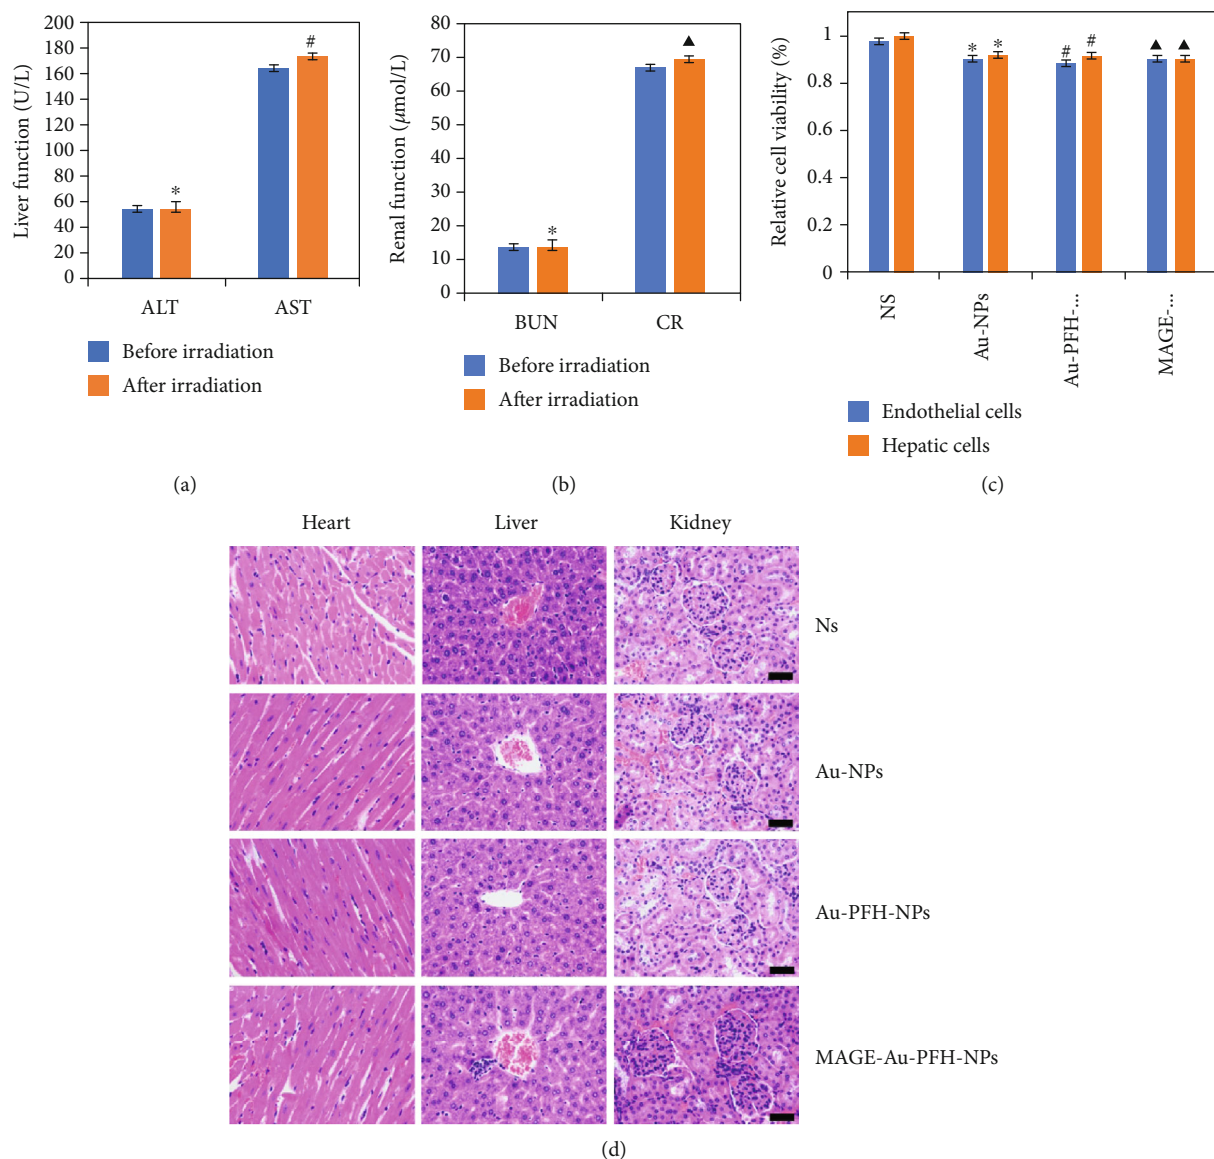 200
180
160
140
120
100
80
60
40
20
0
Liver function (U/L)
*
#
ALT
AST
Before irradiation
After irradiation
(a)
80
70
60
50
40
30
20
10
0
Renal function (μmol/L)
*
▲
BUN
CR
Before irradiation
After irradiation
(b)
1
0.8
0.6
0.4
0.2
0
Relative cell viability (%)
* *
# #
▲ ▲
NS
Au-NPs
Au-PFH-...
MAGE-...
Endothelial cells
Hepatic cells
(c)
Heart
Liver
Kidney
Ns
Au-NPs
Au-PFH-NPs
MAGE-Au-PFH-NPs
(d)